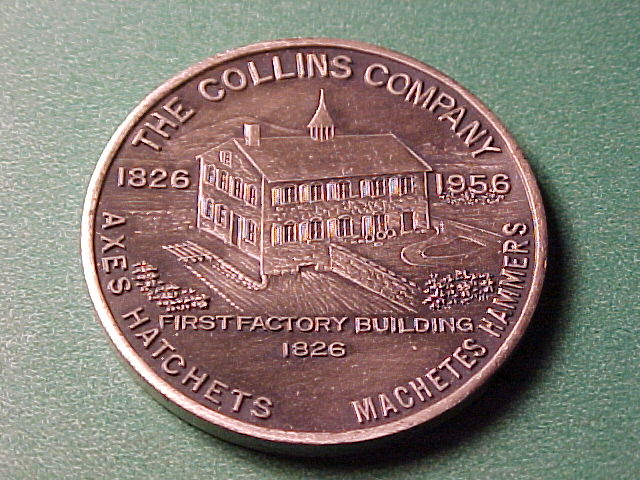 THE COLLINS COMPANY
1826 1956
AXES HATCHETS
MACHETES HAMMERS
FIRST FACTORY BUILDING
1826